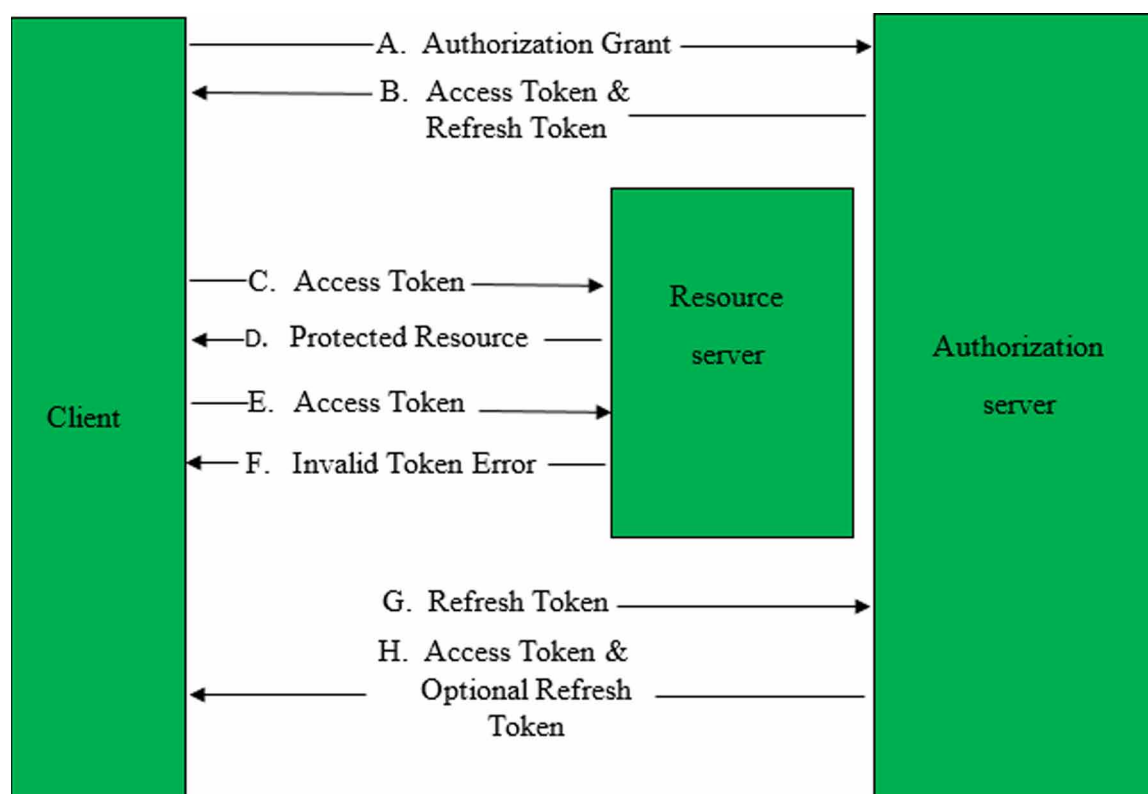 A. Authorization Grant
B. Access Token &
Refresh Token
C. Access Token
D. Protected Resource
E. Access Token
F. Invalid Token Error
G. Refresh Token
H. Access Token &
Optional Refresh
Token
Client
Resource
server
Authorization
server